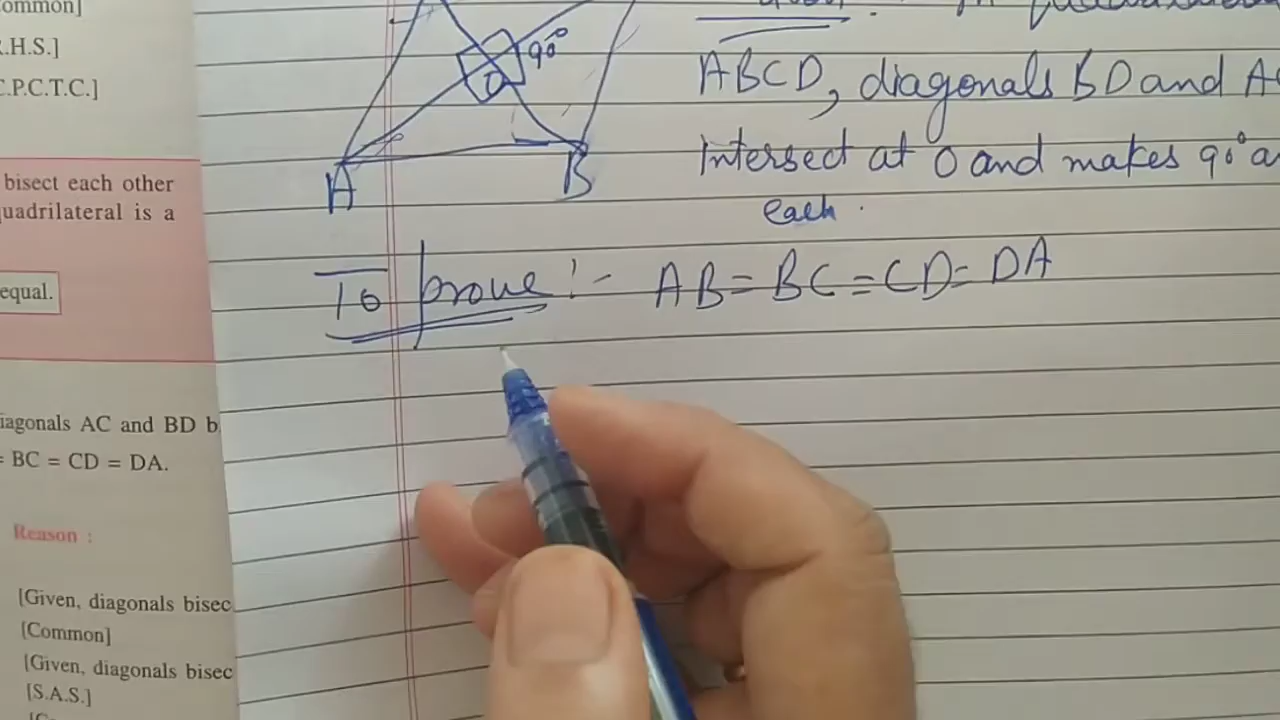 ommon]
R.H.S.]
C.P.C.T.C.]
bisect each other
quadrilateral is a
equal.
iagonals AC and BD b
= BC = CD = DA.
Reason :
[Given, diagonals bisec
[Common]
[Given, diagonals bisec
[S.A.S.]
90°
O
A
B
In
ABCD, diagonals BD and A
Intersect at O and makes 90° a
each.
To prove :- AB = BC = CD = DA